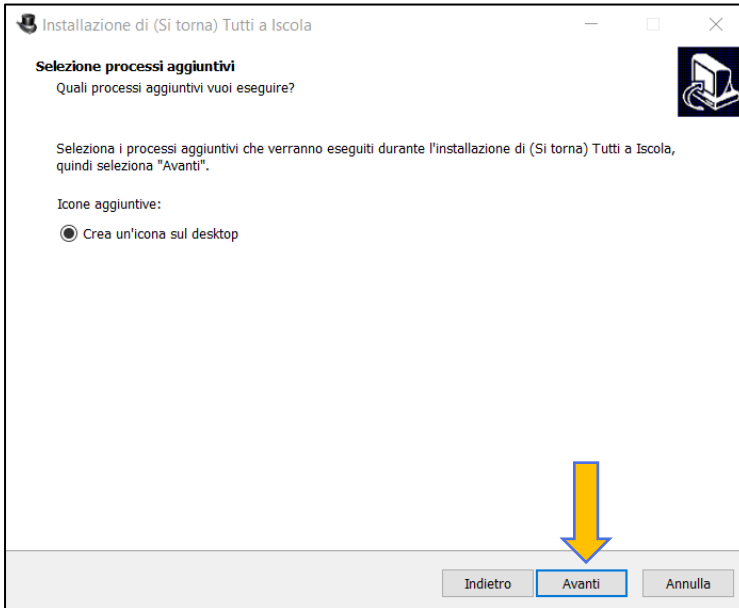 Installazione di (Si torna) Tutti a Iscola
Selezione processi aggiuntivi
Quali processi aggiuntivi vuoi eseguire?
Seleziona i processi aggiuntivi che verranno eseguiti durante l'installazione di (Si torna) Tutti a Iscola,
quindi seleziona "Avanti".
Icone aggiuntive:
Crea un'icona sul desktop
Indietro Avanti Annulla